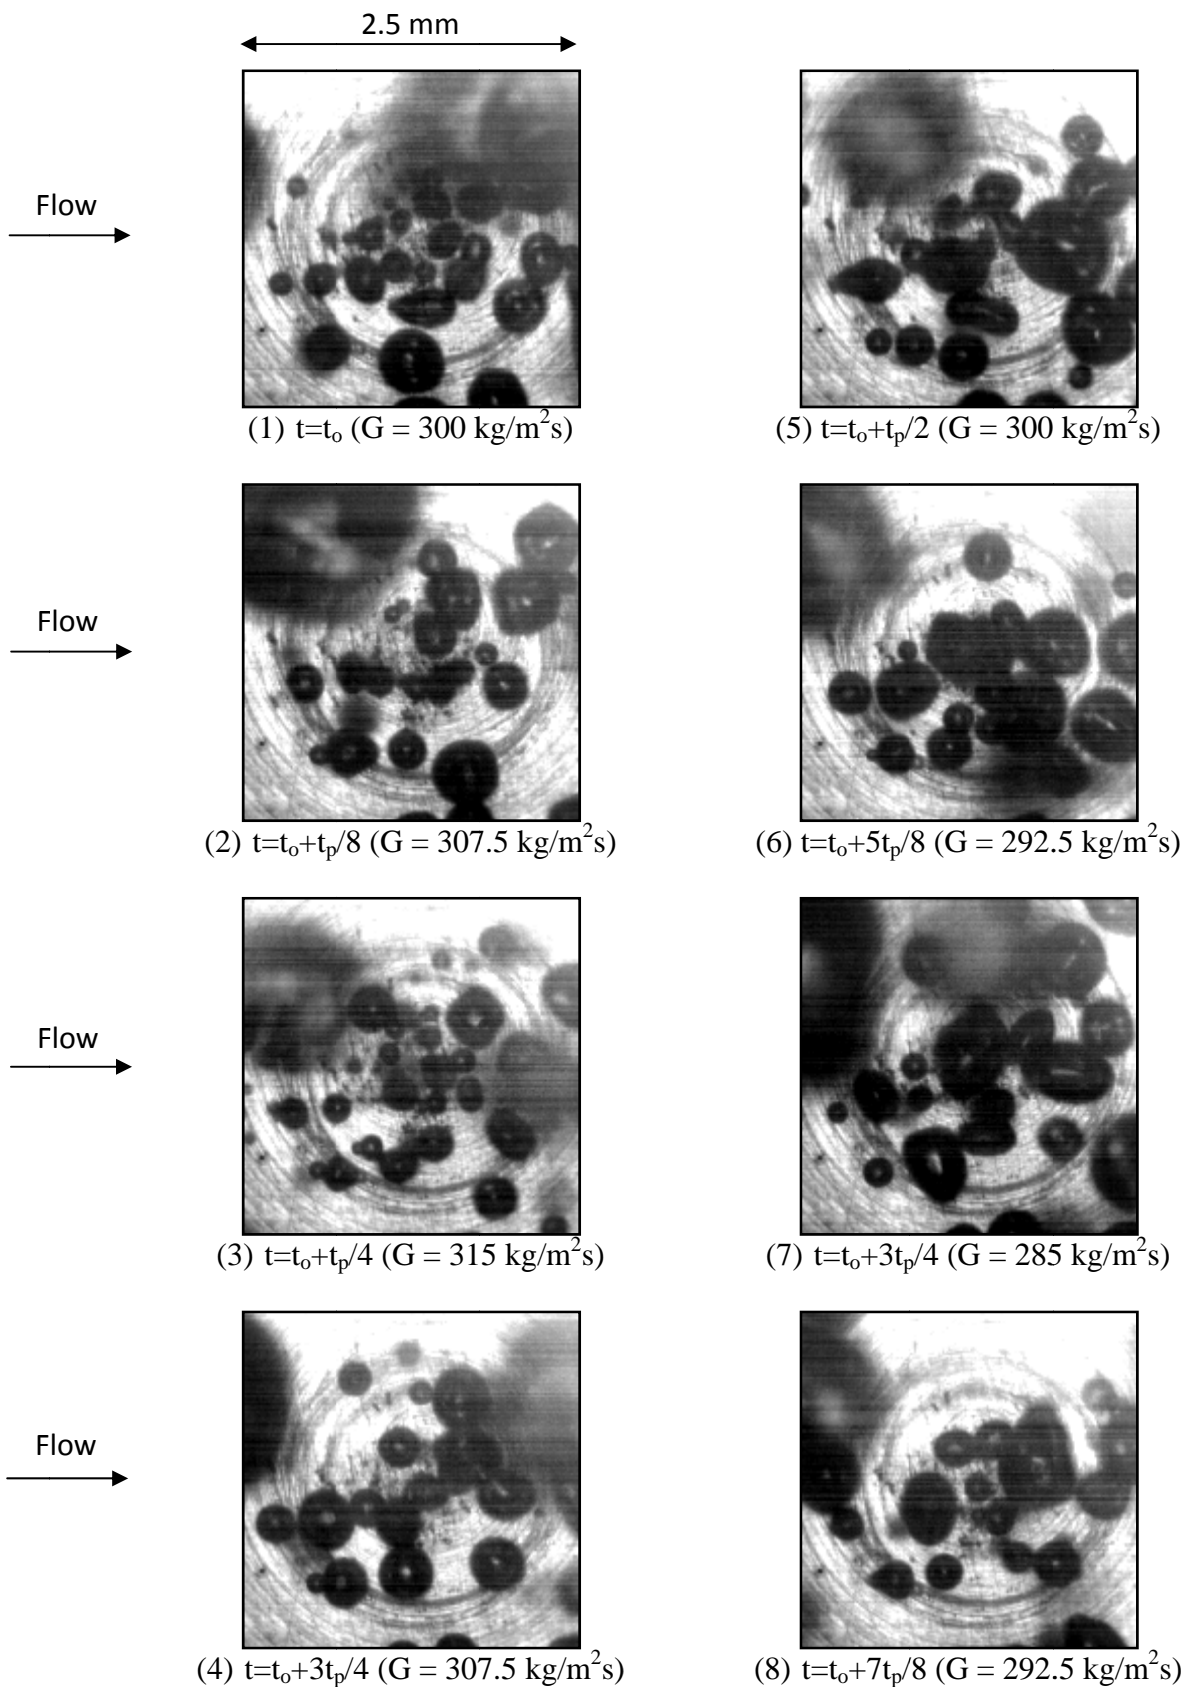 2.5 mm
Flow
(1) t=tₒ (G = 300 kg/m²s)
(5) t=tₒ+tₚ/2 (G = 300 kg/m²s)
Flow
(2) t=tₒ+tₚ/8 (G = 307.5 kg/m²s)
(6) t=tₒ+5tₚ/8 (G = 292.5 kg/m²s)
Flow
(3) t=tₒ+tₚ/4 (G = 315 kg/m²s)
(7) t=tₒ+3tₚ/4 (G = 285 kg/m²s)
Flow
(4) t=tₒ+3tₚ/4 (G = 307.5 kg/m²s)
(8) t=tₒ+7tₚ/8 (G = 292.5 kg/m²s)